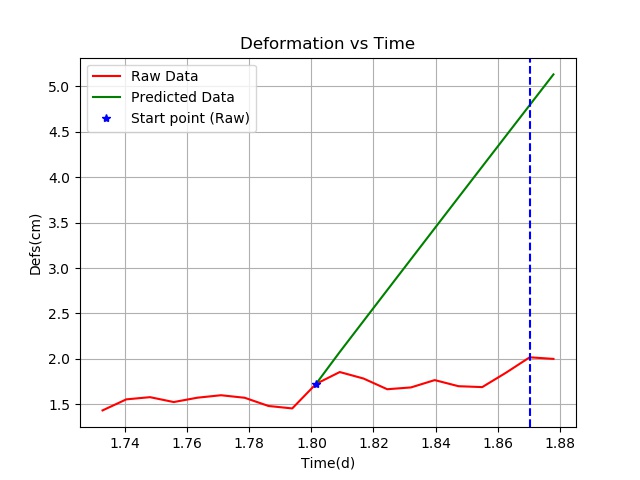 Deformation vs Time
Raw Data
Predicted Data
Start point (Raw)
5.0
4.5
4.0
3.5
3.0
2.5
2.0
1.5
Defs(cm)
1.74 1.76 1.78 1.80 1.82 1.84 1.86 1.88
Time(d)